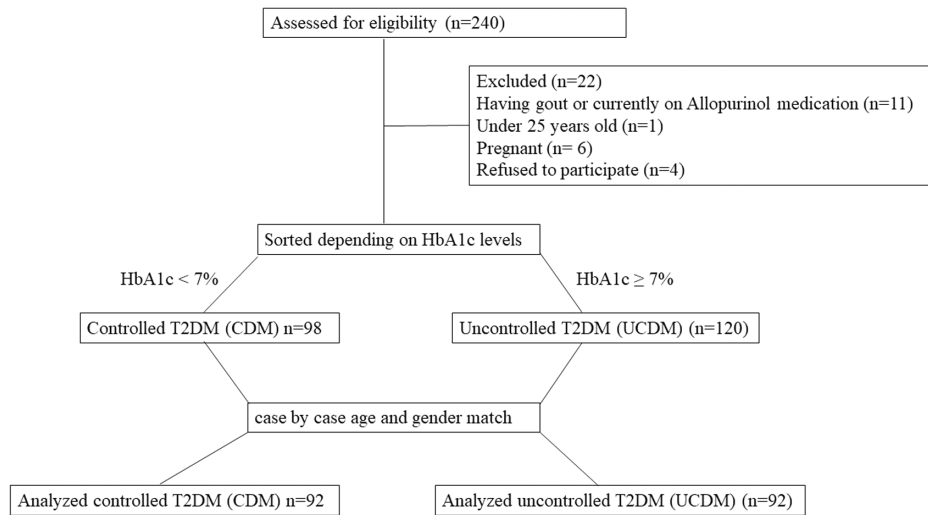 Assessed for eligibility (n=240)
Excluded (n=22)
Having gout or currently on Allopurinol medication (n=11)
Under 25 years old (n=1)
Pregnant (n= 6)
Refused to participate (n=4)
Sorted depending on HbA1c levels
HbA1c < 7%
HbA1c ≥ 7%
Controlled T2DM (CDM) n=98
Uncontrolled T2DM (UCDM) (n=120)
case by case age and gender match
Analyzed controlled T2DM (CDM) n=92
Analyzed uncontrolled T2DM (UCDM) (n=92)